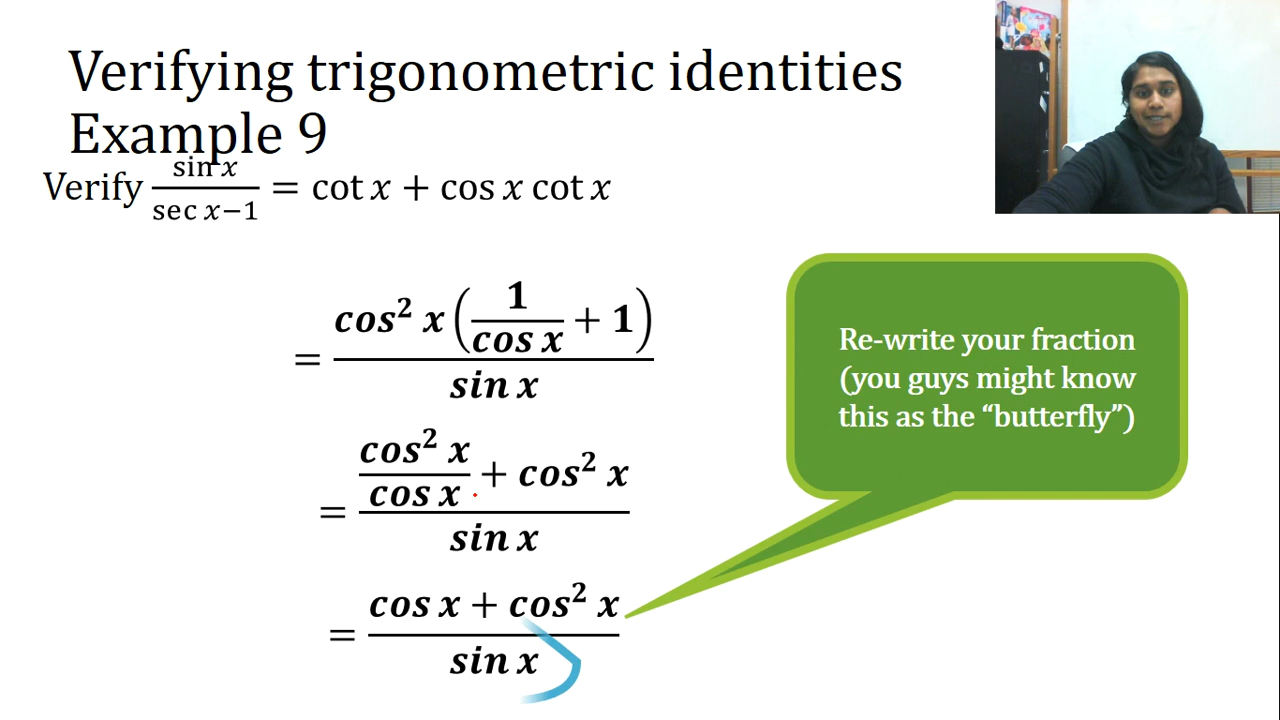 Verifying trigonometric identities
Example 9
Verify sin x / sec x−1 = cot x + cos x cot x
= cos² x (1/cos x + 1) / sin x
= cos² x/cos x + cos² x / sin x
= cos x + cos² x / sin x
Re-write your fraction
(you guys might know
this as the “butterfly”)